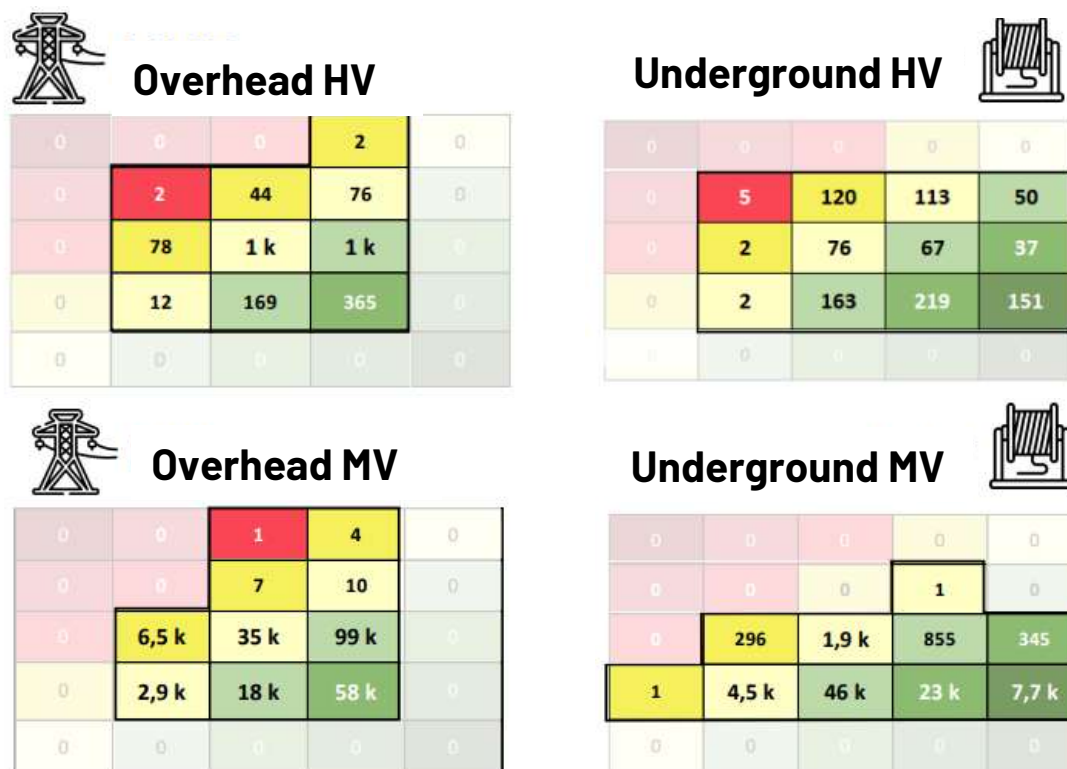 Overhead HV
0 0 0 2 0
0 2 44 76 0
0 78 1 k 1 k 0
0 12 169 365 0
0 0 0 0 0
Underground HV
0 0 0 0 0
0 5 120 113 50
0 2 76 67 37
0 2 163 219 151
0 0 0 0 0
Overhead MV
0 0 1 4 0
0 0 7 10 0
0 6,5 k 35 k 99 k 0
0 2,9 k 18 k 58 k 0
0 0 0 0 0
Underground MV
0 0 0 0 0
0 0 0 1 0
0 296 1,9 k 855 345
1 4,5 k 46 k 23 k 7,7 k
0 0 0 0 0